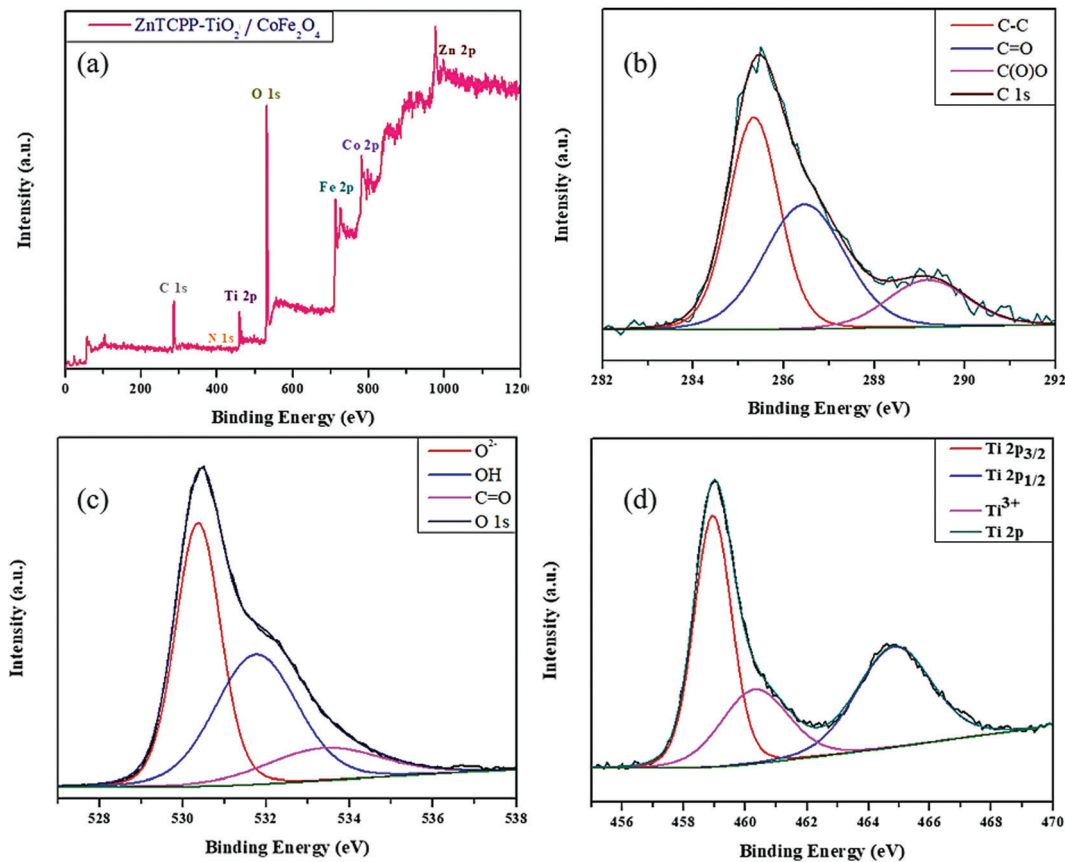 ZnTCPP-TiO₂ / CoFe₂O₄
(a)
Zn 2p
O 1s
Co 2p
Fe 2p
C 1s
Ti 2p
N 1s
Intensity (a.u.)
0 200 400 600 800 1000 1200
Binding Energy (eV)
(b)
C-C
C=O
C(O)O
C 1s
Intensity (a.u.)
282 284 286 288 290 292
Binding Energy (eV)
(c)
O²⁻
OH
C=O
O 1s
Intensity (a.u.)
528 530 532 534 536 538
Binding Energy (eV)
(d)
Ti 2p₃/₂
Ti 2p₁/₂
Ti³⁺
Ti 2p
Intensity (a.u.)
456 458 460 462 464 466 468 470
Binding Energy (eV)